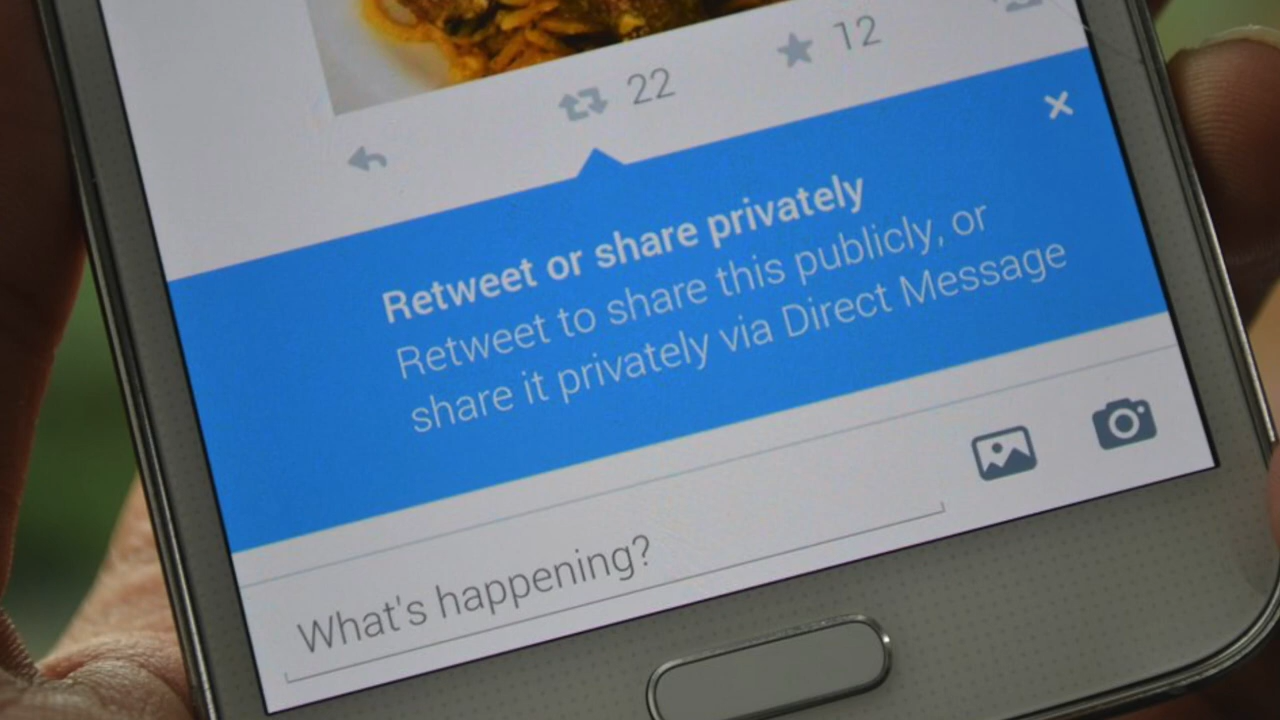 22
12
Retweet or share privately
Retweet to share this publicly, or
share it privately via Direct Message
What's happening?